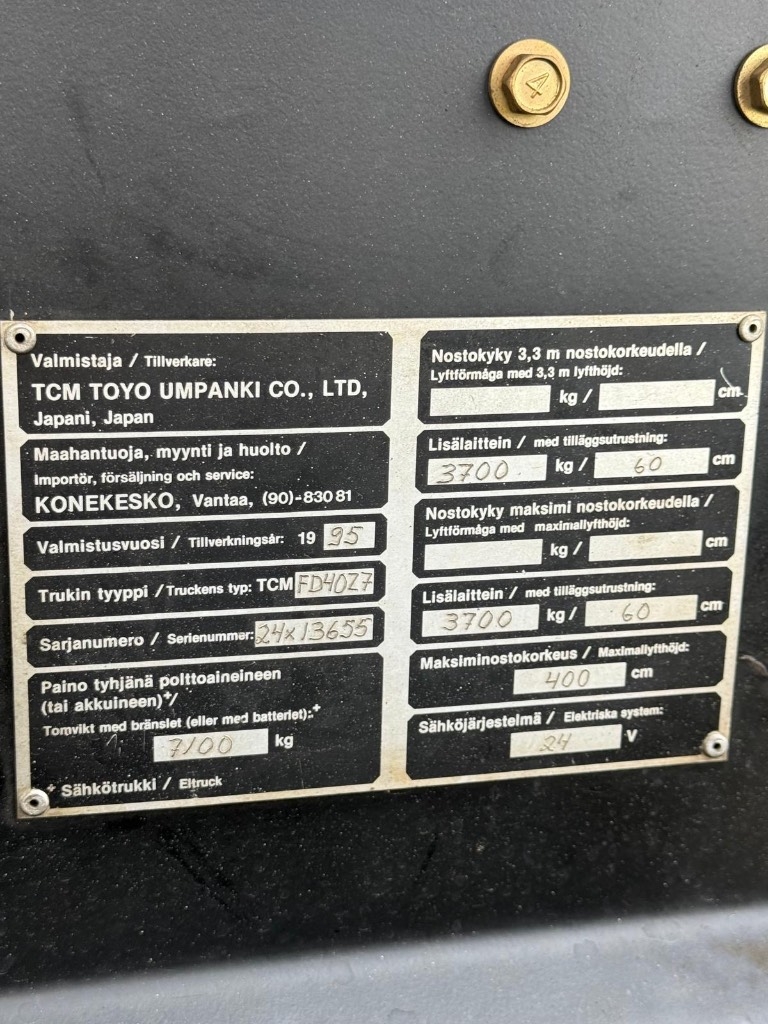 4
Valmistaja / Tillverkare:
TCM TOYO UMPANKI CO., LTD,
Japani, Japan
Maahantuoja, myynti ja huolto /
Importör, försäljning och service:
KONEKESKO, Vantaa, (90)-830 81
Valmistusvuosi / Tillverkningsår: 19 95
Trukin tyyppi / Truckens typ: TCM FD40Z7
Sarjanumero / Serienummer: 24x13655
Paino tyhjänä polttoaineineen
(tai akkuineen)+/
Tomvikt med bränslet (eller med batteriet):+
7100 kg
+ Sähkötrukki / Eltruck
Nostokyky 3,3 m nostokorkeudella /
Lyftförmåga med 3,3 m lyfthöjd:
kg / cm
Lisälaittein / med tilläggsutrustning:
3700 kg / 60 cm
Nostokyky maksimi nostokorkeudella /
Lyftförmåga med maximallyfthöjd:
kg / cm
Lisälaittein / med tilläggsutrustning:
3700 kg / 60 cm
Maksiminostokorkeus / Maximallyfthöjd:
400 cm
Sähköjärjestelmä / Elektriska system:
24 V